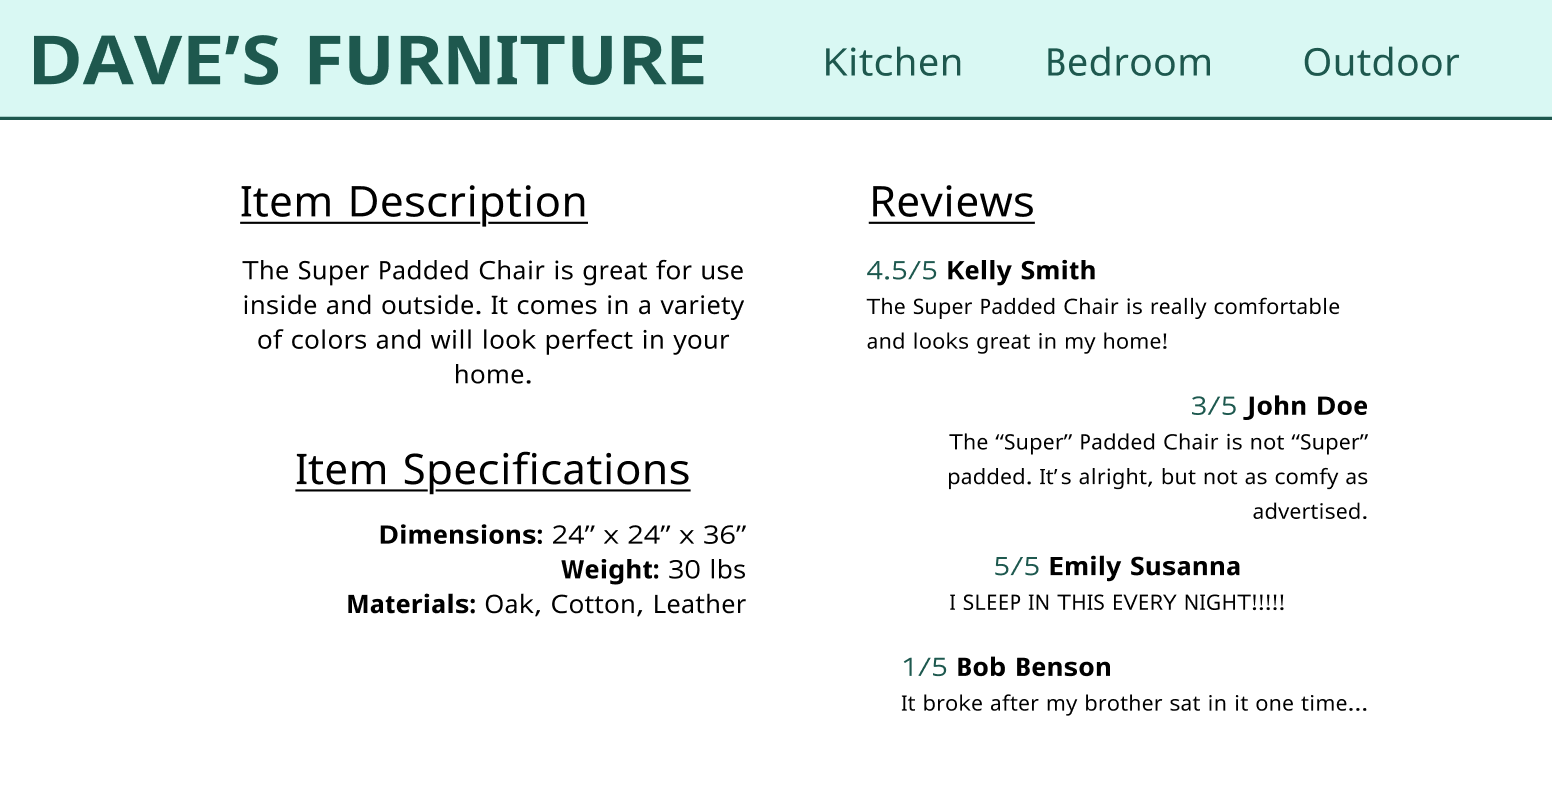 DAVE’S FURNITURE Kitchen Bedroom Outdoor
Item Description
The Super Padded Chair is great for use
inside and outside. It comes in a variety
of colors and will look perfect in your
home.
Item Specifications
Dimensions: 24” x 24” x 36”
Weight: 30 lbs
Materials: Oak, Cotton, Leather
Reviews
4.5/5 Kelly Smith
The Super Padded Chair is really comfortable
and looks great in my home!
3/5 John Doe
The “Super” Padded Chair is not “Super”
padded. It’s alright, but not as comfy as
advertised.
5/5 Emily Susanna
I SLEEP IN THIS EVERY NIGHT!!!!!
1/5 Bob Benson
It broke after my brother sat in it one time...